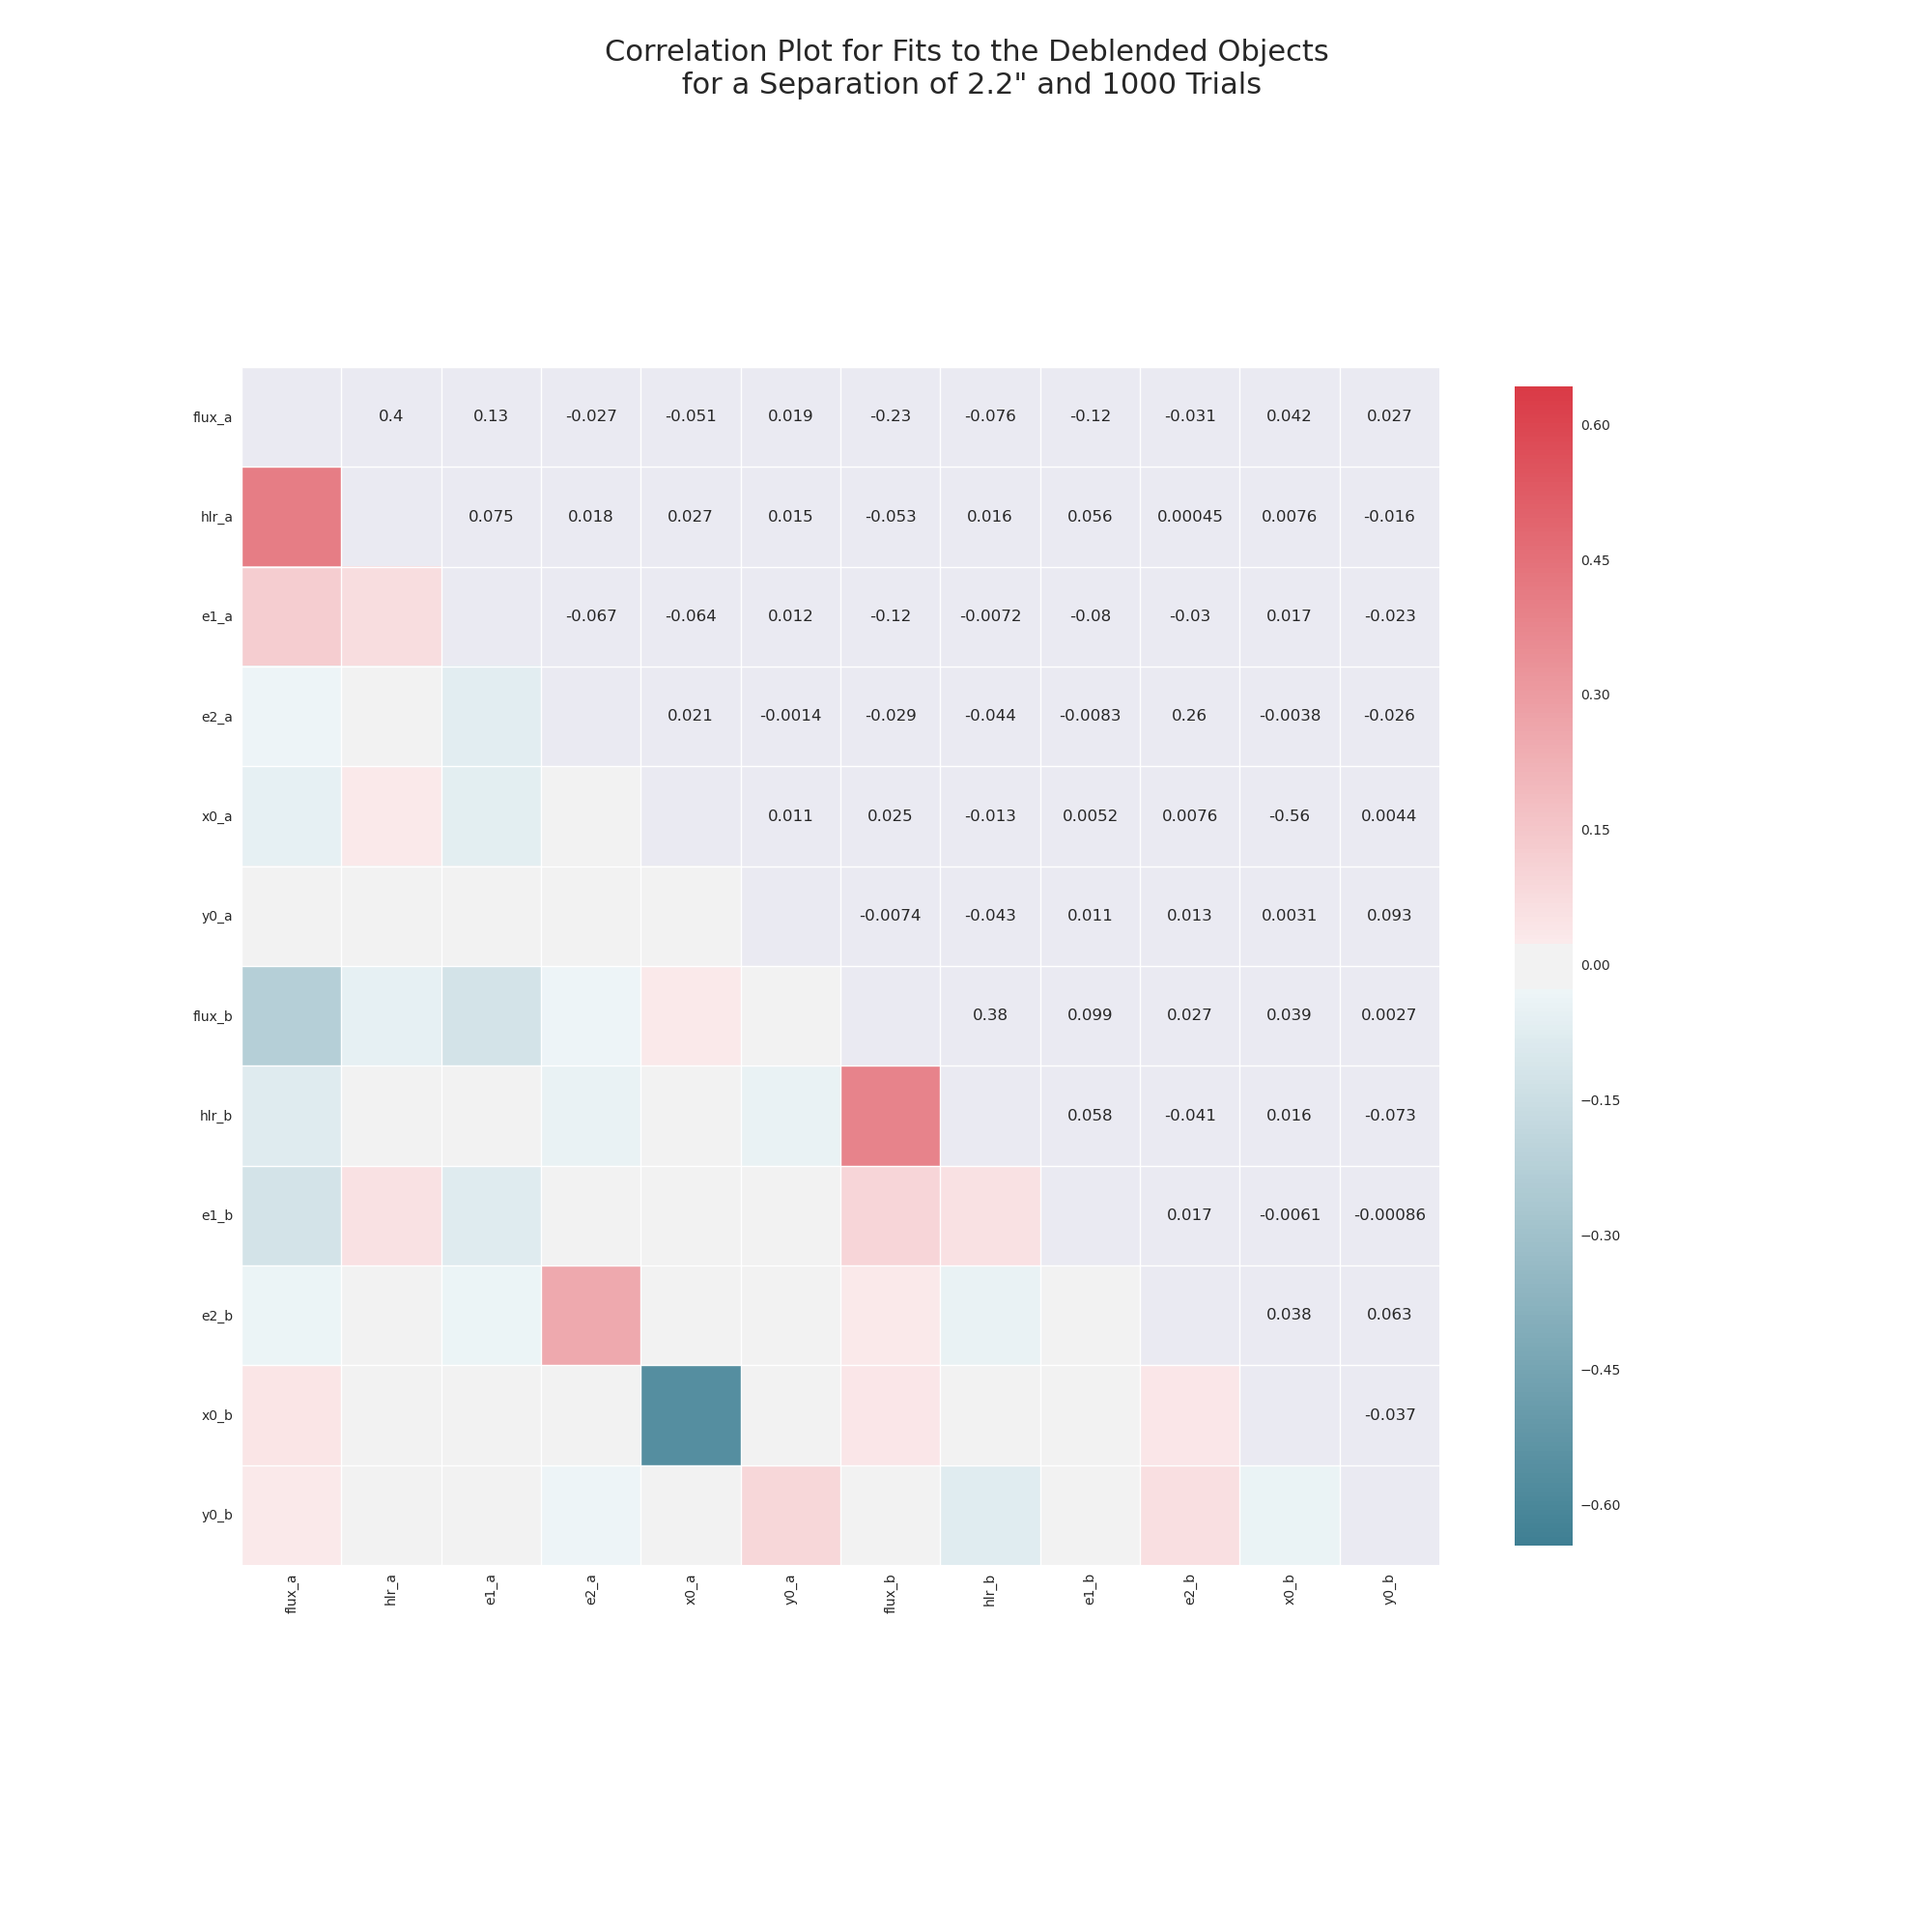 Correlation Plot for Fits to the Deblended Objects
for a Separation of 2.2" and 1000 Trials
flux_a 0.4 0.13 -0.027 -0.051 0.019 -0.23 -0.076 -0.12 -0.031 0.042 0.027
hlr_a 0.075 0.018 0.027 0.015 -0.053 0.016 0.056 0.00045 0.0076 -0.016
e1_a -0.067 -0.064 0.012 -0.12 -0.0072 -0.08 -0.03 0.017 -0.023
e2_a 0.021 -0.0014 -0.029 -0.044 -0.0083 0.26 -0.0038 -0.026
x0_a 0.011 0.025 -0.013 0.0052 0.0076 -0.56 0.0044
y0_a -0.0074 -0.043 0.011 0.013 0.0031 0.093
flux_b 0.38 0.099 0.027 0.039 0.0027
hlr_b 0.058 -0.041 0.016 -0.073
e1_b 0.017 -0.0061 -0.00086
e2_b 0.038 0.063
x0_b -0.037
y0_b
flux_a hlr_a e1_a e2_a x0_a y0_a flux_b hlr_b e1_b e2_b x0_b y0_b
0.60
0.45
0.30
0.15
0.00
−0.15
−0.30
−0.45
−0.60